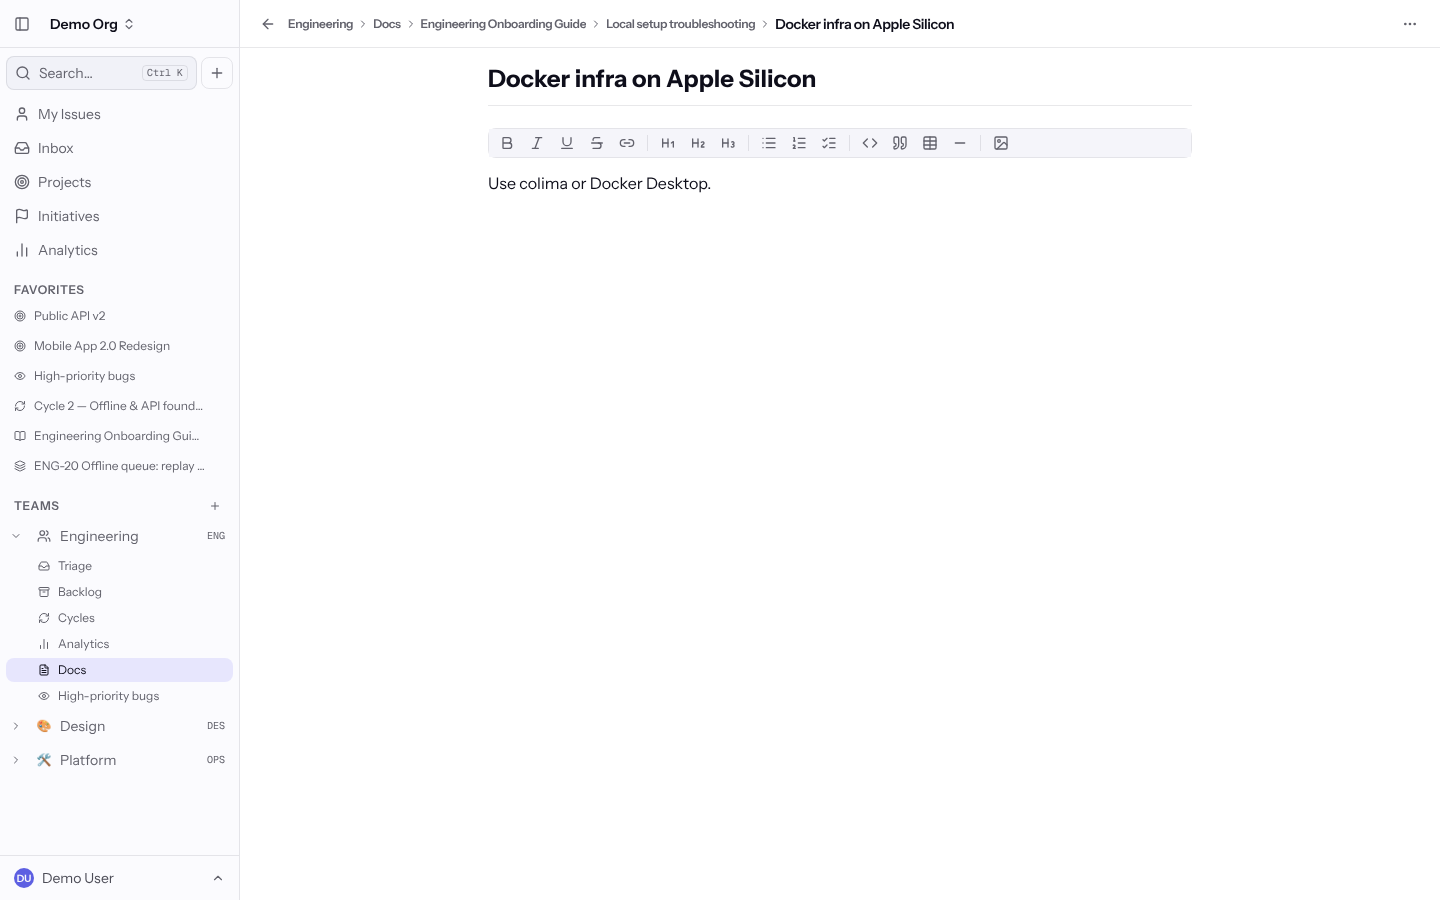 Demo Org
Engineering > Docs > Engineering Onboarding Guide > Local setup troubleshooting > Docker infra on Apple Silicon
Search...
Ctrl K
My Issues
Inbox
Projects
Initiatives
Analytics
FAVORITES
Public API v2
Mobile App 2.0 Redesign
High-priority bugs
Cycle 2 — Offline & API found...
Engineering Onboarding Gui...
ENG-20 Offline queue: replay ...
TEAMS
Engineering ENG
Triage
Backlog
Cycles
Analytics
Docs
High-priority bugs
Design DES
Platform OPS
DU Demo User
Docker infra on Apple Silicon
H1 H2 H3
Use colima or Docker Desktop.